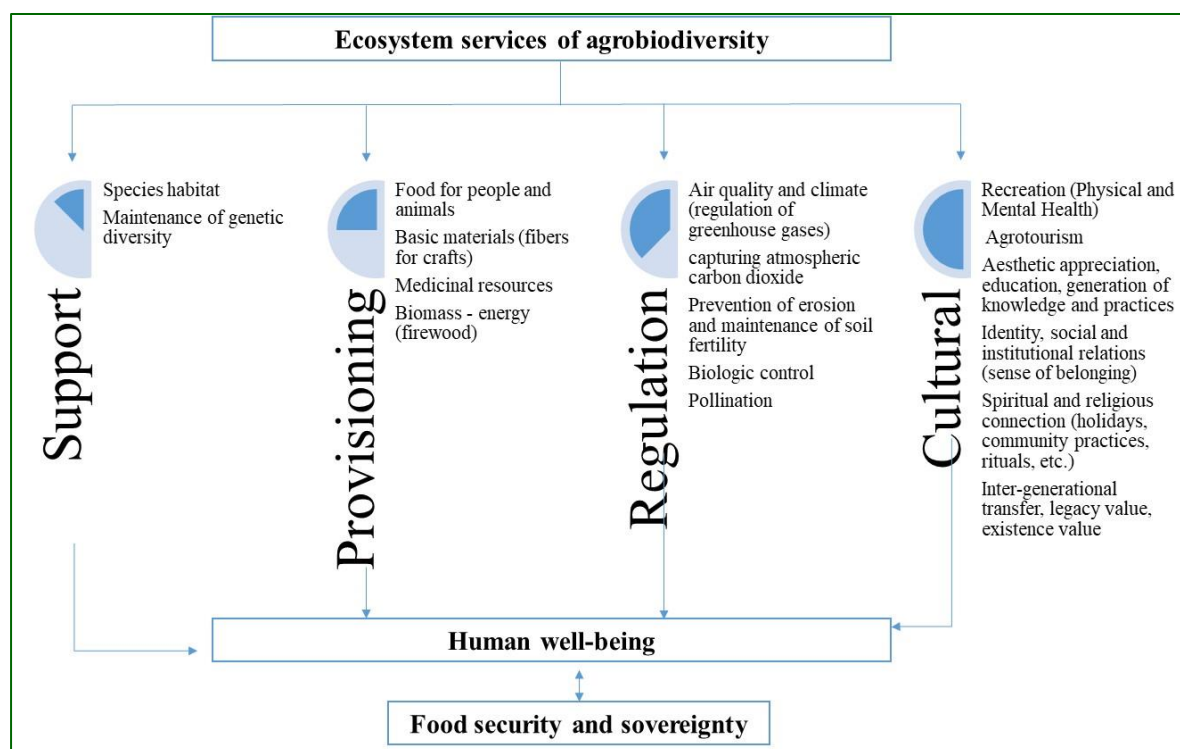 Ecosystem services of agrobiodiversity
Support
Species habitat
Maintenance of genetic
diversity
Provisioning
Food for people and
animals
Basic materials (fibers
for crafts)
Medicinal resources
Biomass - energy
(firewood)
Regulation
Air quality and climate
(regulation of
greenhouse gases)
capturing atmospheric
carbon dioxide
Prevention of erosion
and maintenance of soil
fertility
Biologic control
Pollination
Cultural
Recreation (Physical and
Mental Health)
Agrotourism
Aesthetic appreciation,
education, generation of
knowledge and practices
Identity, social and
institutional relations
(sense of belonging)
Spiritual and religious
connection (holidays,
community practices,
rituals, etc.)
Inter-generational
transfer, legacy value,
existence value
Human well-being
Food security and sovereignty